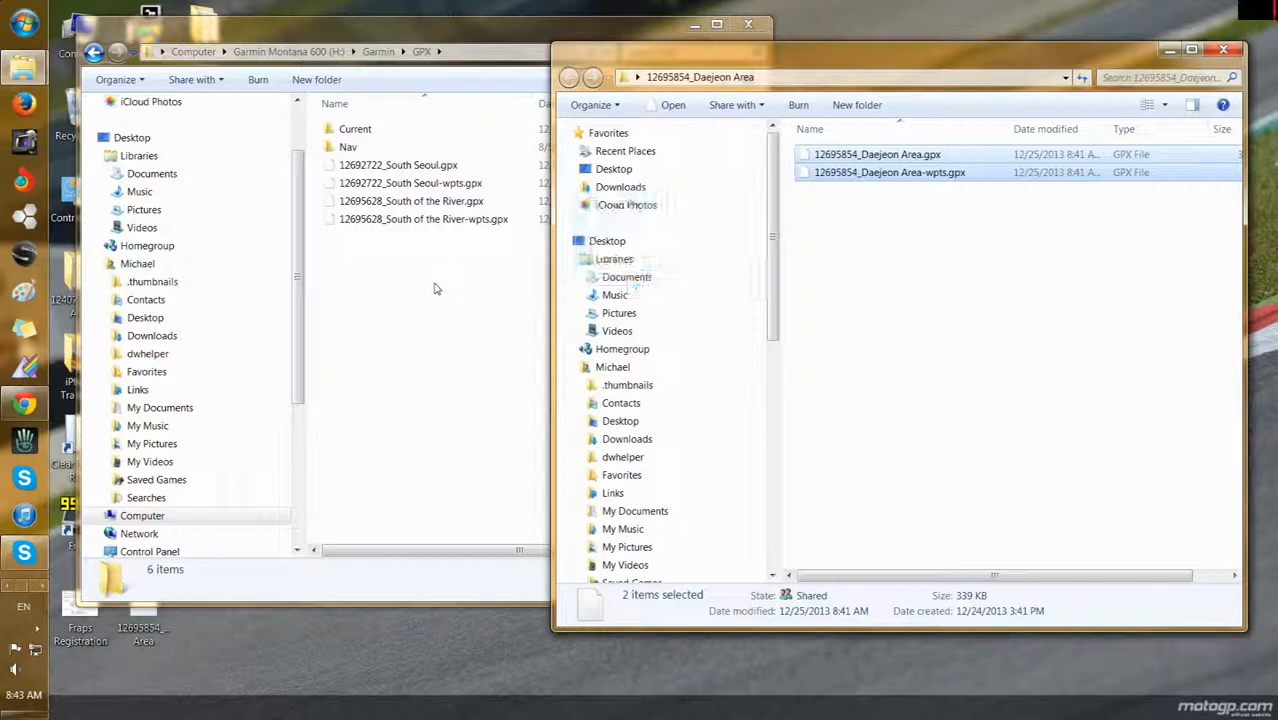 Computer
Garmin Montana 600 (H:)
Garmin
GPX
Organize
Share with
Burn
New folder
iCloud Photos
Desktop
Libraries
Documents
Music
Pictures
Videos
Homegroup
Michael
.thumbnails
Contacts
Desktop
Downloads
dwhelper
Favorites
Links
My Documents
My Music
My Pictures
My Videos
Saved Games
Searches
Computer
Network
Control Panel
Name
Current
Nav
12692722_South Seoul.gpx
12692722_South Seoul-wpts.gpx
12695628_South of the River.gpx
12695628_South of the River-wpts.gpx
6 items
12695854_Daejeon Area
Search 12695854_Daejeon...
Organize
Open
Share with
Burn
New folder
Favorites
Recent Places
Desktop
Downloads
iCloud Photos
Desktop
Libraries
Documents
Music
Pictures
Videos
Homegroup
Michael
.thumbnails
Contacts
Desktop
Downloads
dwhelper
Favorites
Links
My Documents
My Music
My Pictures
My Videos
Saved Games
Name
Date modified
Type
Size
12695854_Daejeon Area.gpx
12/25/2013 8:41 A...
GPX File
12695854_Daejeon Area-wpts.gpx
12/25/2013 8:41 A...
GPX File
2 items selected
State:
Shared
Size: 339 KB
Date modified: 12/25/2013 8:41 AM
Date created: 12/24/2013 3:41 PM
EN
8:43 AM
Fraps
Registration
12695854_...
Area
motogp.com